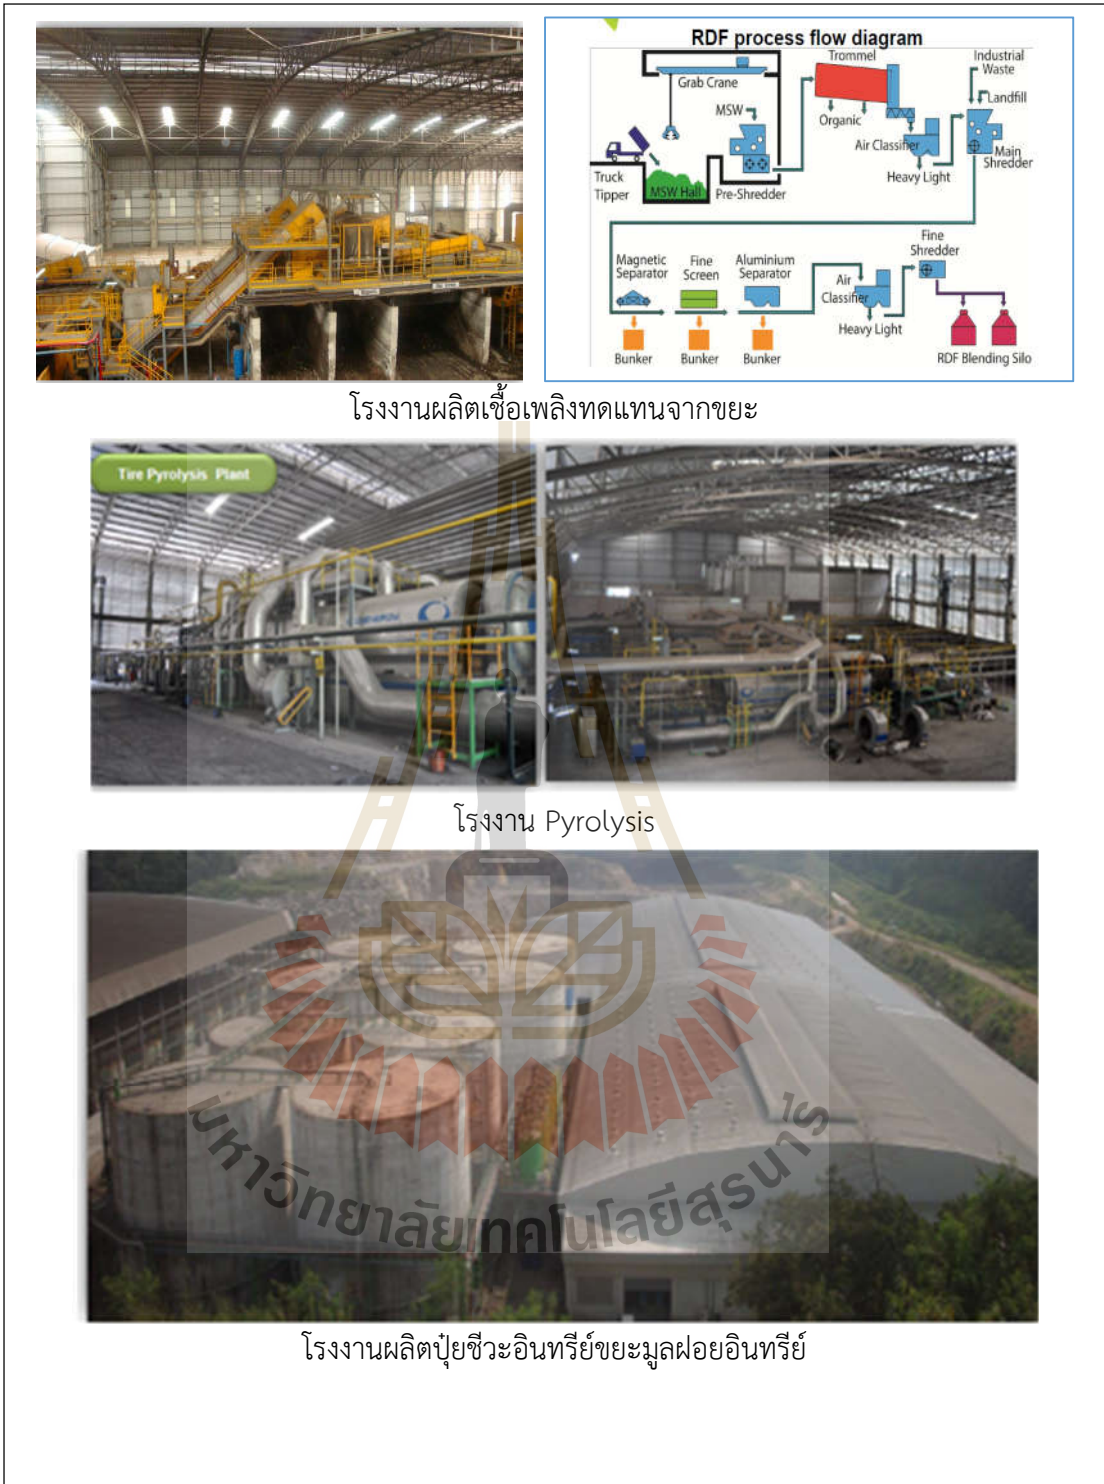 RDF process flow diagram
Trommel
Industrial
Waste
Grab Crane
Landfill
MSW
Organic
Air Classifier
Main
Shredder
Heavy Light
Truck
Tipper
MSW Hall
Pre-Shredder
Fine
Shredder
Magnetic
Separator
Fine
Screen
Aluminium
Separator
Air
Classifier
Heavy Light
Bunker
Bunker
Bunker
RDF Blending Silo
โรงงานผลิตเชื้อเพลิงทดแทนจากขยะ
Tire Pyrolysis Plant
โรงงาน Pyrolysis
มหาวิทยาลัยเทคโนโลยีสุรนารี
โรงงานผลิตปุ๋ยชีวะอินทรีย์ขยะมูลฝอยอินทรีย์